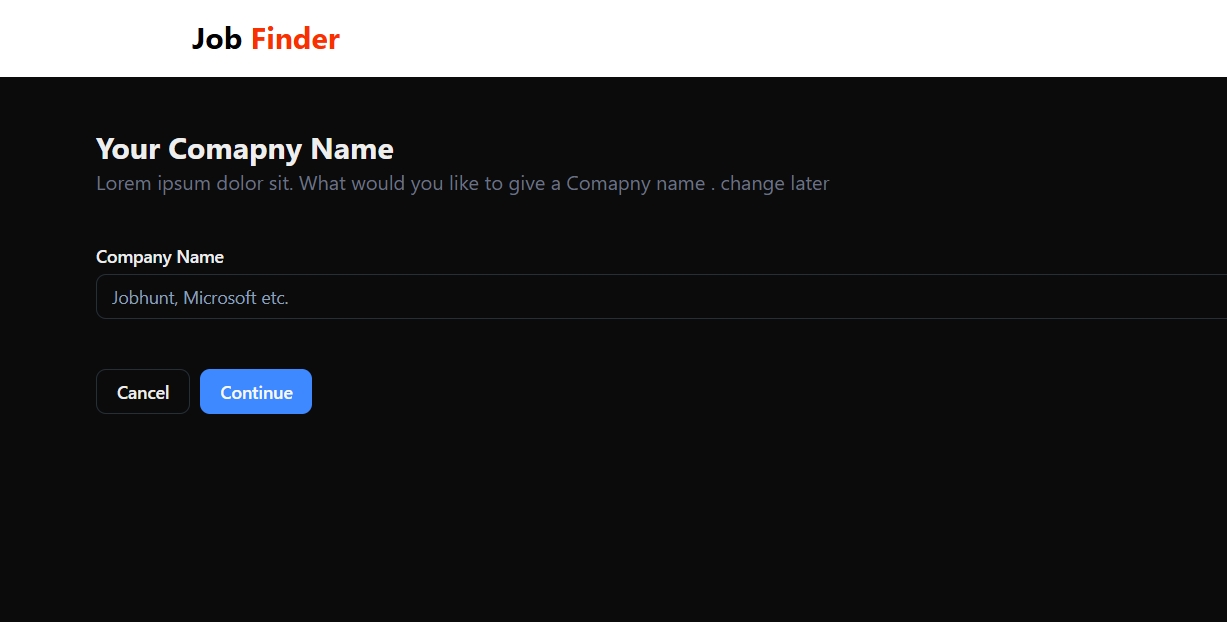 Job Finder
Your Comapny Name
Lorem ipsum dolor sit. What would you like to give a Comapny name . change later
Company Name
Jobhunt, Microsoft etc.
Cancel Continue